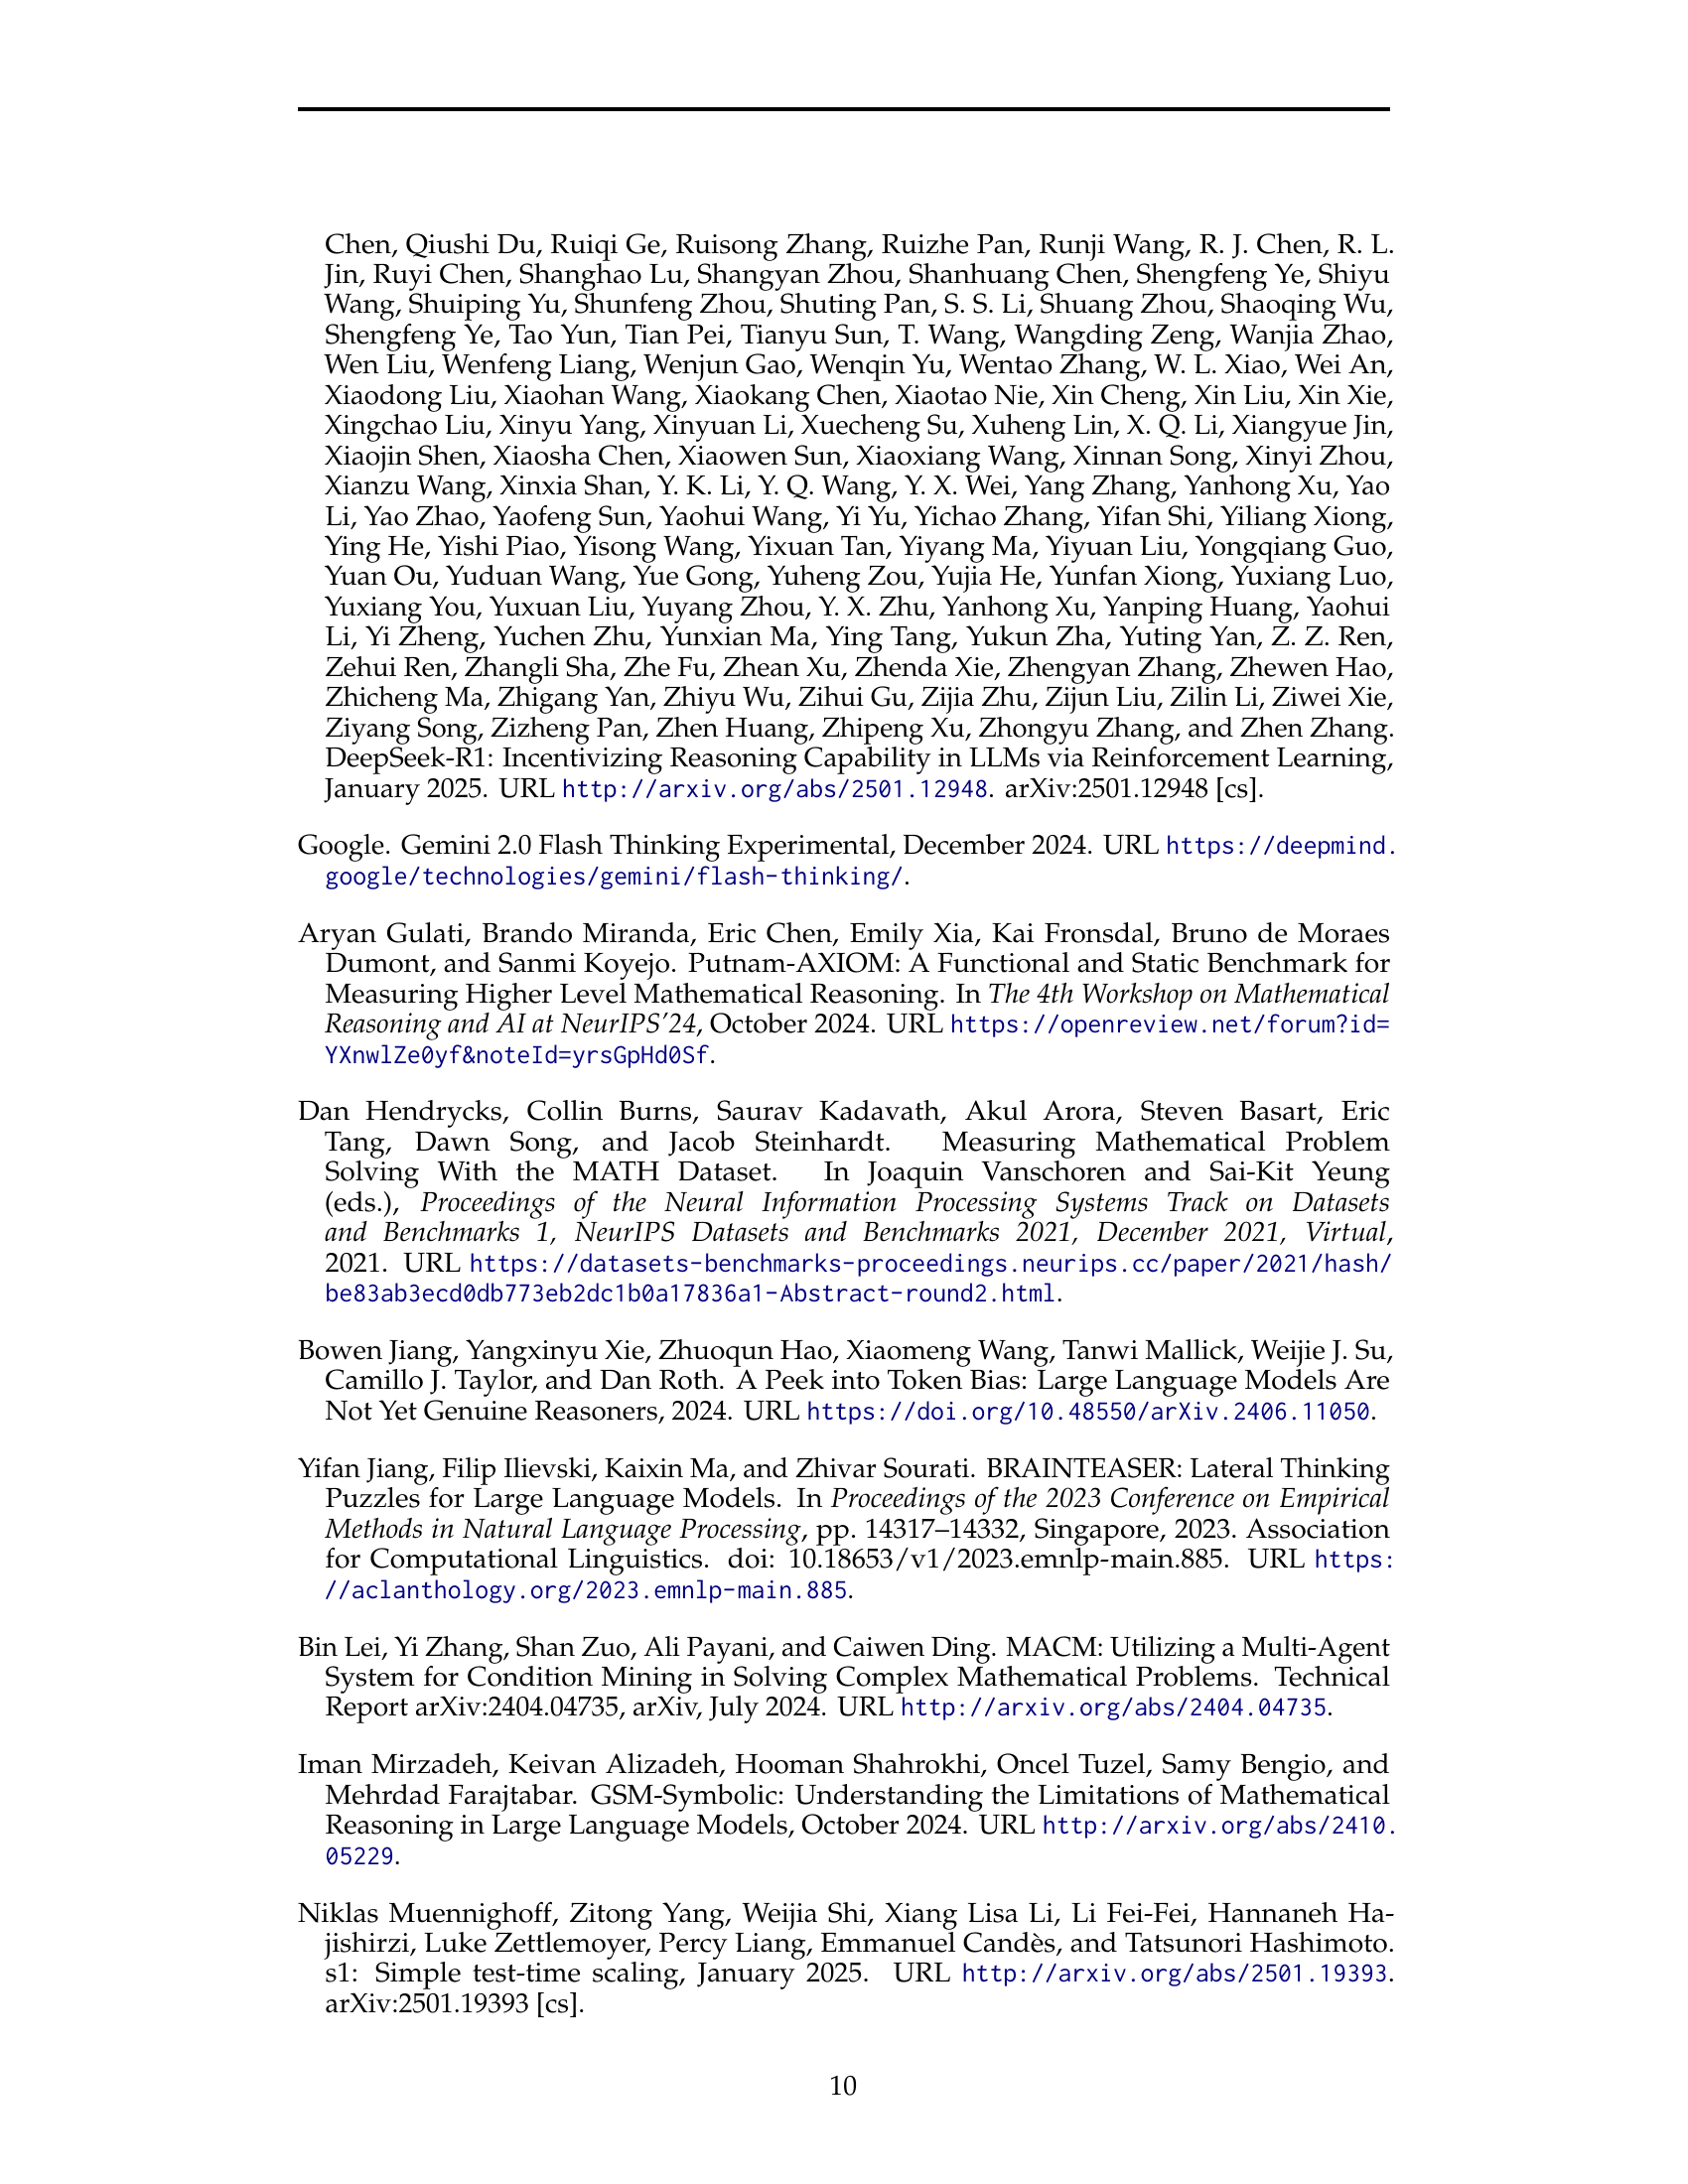 Chen, Qiushi Du, Ruiqi Ge, Ruisong Zhang, Ruizhe Pan, Runji Wang, R. J. Chen, R. L.
Jin, Ruyi Chen, Shanghao Lu, Shangyan Zhou, Shanhuang Chen, Shengfeng Ye, Shiyu
Wang, Shuiping Yu, Shunfeng Zhou, Shuting Pan, S. S. Li, Shuang Zhou, Shaoqing Wu,
Shengfeng Ye, Tao Yun, Tian Pei, Tianyu Sun, T. Wang, Wangding Zeng, Wanjia Zhao,
Wen Liu, Wenfeng Liang, Wenjun Gao, Wenqin Yu, Wentao Zhang, W. L. Xiao, Wei An,
Xiaodong Liu, Xiaohan Wang, Xiaokang Chen, Xiaotao Nie, Xin Cheng, Xin Liu, Xin Xie,
Xingchao Liu, Xinyu Yang, Xinyuan Li, Xuecheng Su, Xuheng Lin, X. Q. Li, Xiangyue Jin,
Xiaojin Shen, Xiaosha Chen, Xiaowen Sun, Xiaoxiang Wang, Xinnan Song, Xinyi Zhou,
Xianzu Wang, Xinxia Shan, Y. K. Li, Y. Q. Wang, Y. X. Wei, Yang Zhang, Yanhong Xu, Yao
Li, Yao Zhao, Yaofeng Sun, Yaohui Wang, Yi Yu, Yichao Zhang, Yifan Shi, Yiliang Xiong,
Ying He, Yishi Piao, Yisong Wang, Yixuan Tan, Yiyang Ma, Yiyuan Liu, Yongqiang Guo,
Yuan Ou, Yuduan Wang, Yue Gong, Yuheng Zou, Yujia He, Yunfan Xiong, Yuxiang Luo,
Yuxiang You, Yuxuan Liu, Yuyang Zhou, Y. X. Zhu, Yanhong Xu, Yanping Huang, Yaohui
Li, Yi Zheng, Yuchen Zhu, Yunxian Ma, Ying Tang, Yukun Zha, Yuting Yan, Z. Z. Ren,
Zehui Ren, Zhangli Sha, Zhe Fu, Zhean Xu, Zhenda Xie, Zhengyan Zhang, Zhewen Hao,
Zhicheng Ma, Zhigang Yan, Zhiyu Wu, Zihui Gu, Zijia Zhu, Zijun Liu, Zilin Li, Ziwei Xie,
Ziyang Song, Zizheng Pan, Zhen Huang, Zhipeng Xu, Zhongyu Zhang, and Zhen Zhang.
DeepSeek-R1: Incentivizing Reasoning Capability in LLMs via Reinforcement Learning,
January 2025. URL http://arxiv.org/abs/2501.12948. arXiv:2501.12948 [cs].
Google. Gemini 2.0 Flash Thinking Experimental, December 2024. URL https://deepmind.
google/technologies/gemini/flash-thinking/.
Aryan Gulati, Brando Miranda, Eric Chen, Emily Xia, Kai Fronsdal, Bruno de Moraes
Dumont, and Sanmi Koyejo. Putnam-AXIOM: A Functional and Static Benchmark for
Measuring Higher Level Mathematical Reasoning. In The 4th Workshop on Mathematical
Reasoning and AI at NeurIPS'24, October 2024. URL https://openreview.net/forum?id=
YXnwlZe0yf&noteId=yrsGpHd0Sf.
Dan Hendrycks, Collin Burns, Saurav Kadavath, Akul Arora, Steven Basart, Eric
Tang, Dawn Song, and Jacob Steinhardt. Measuring Mathematical Problem
Solving With the MATH Dataset. In Joaquin Vanschoren and Sai-Kit Yeung
(eds.), Proceedings of the Neural Information Processing Systems Track on Datasets
and Benchmarks 1, NeurIPS Datasets and Benchmarks 2021, December 2021, Virtual,
2021. URL https://datasets-benchmarks-proceedings.neurips.cc/paper/2021/hash/
be83ab3ecd0db773eb2dc1b0a17836a1-Abstract-round2.html.
Bowen Jiang, Yangxinyu Xie, Zhuoqun Hao, Xiaomeng Wang, Tanwi Mallick, Weijie J. Su,
Camillo J. Taylor, and Dan Roth. A Peek into Token Bias: Large Language Models Are
Not Yet Genuine Reasoners, 2024. URL https://doi.org/10.48550/arXiv.2406.11050.
Yifan Jiang, Filip Ilievski, Kaixin Ma, and Zhivar Sourati. BRAINTEASER: Lateral Thinking
Puzzles for Large Language Models. In Proceedings of the 2023 Conference on Empirical
Methods in Natural Language Processing, pp. 14317–14332, Singapore, 2023. Association
for Computational Linguistics. doi: 10.18653/v1/2023.emnlp-main.885. URL https:
//aclanthology.org/2023.emnlp-main.885.
Bin Lei, Yi Zhang, Shan Zuo, Ali Payani, and Caiwen Ding. MACM: Utilizing a Multi-Agent
System for Condition Mining in Solving Complex Mathematical Problems. Technical
Report arXiv:2404.04735, arXiv, July 2024. URL http://arxiv.org/abs/2404.04735.
Iman Mirzadeh, Keivan Alizadeh, Hooman Shahrokhi, Oncel Tuzel, Samy Bengio, and
Mehrdad Farajtabar. GSM-Symbolic: Understanding the Limitations of Mathematical
Reasoning in Large Language Models, October 2024. URL http://arxiv.org/abs/2410.
05229.
Niklas Muennighoff, Zitong Yang, Weijia Shi, Xiang Lisa Li, Li Fei-Fei, Hannaneh Ha-
jishirzi, Luke Zettlemoyer, Percy Liang, Emmanuel Candès, and Tatsunori Hashimoto.
s1: Simple test-time scaling, January 2025. URL http://arxiv.org/abs/2501.19393.
arXiv:2501.19393 [cs].
10